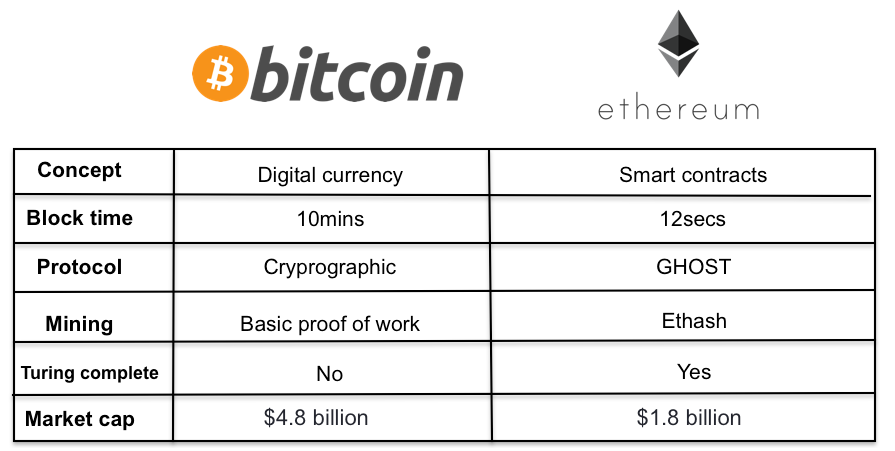 bitcoin
ethereum
Concept Digital currency Smart contracts
Block time 10mins 12secs
Protocol Cryprographic GHOST
Mining Basic proof of work Ethash
Turing complete No Yes
Market cap $4.8 billion $1.8 billion